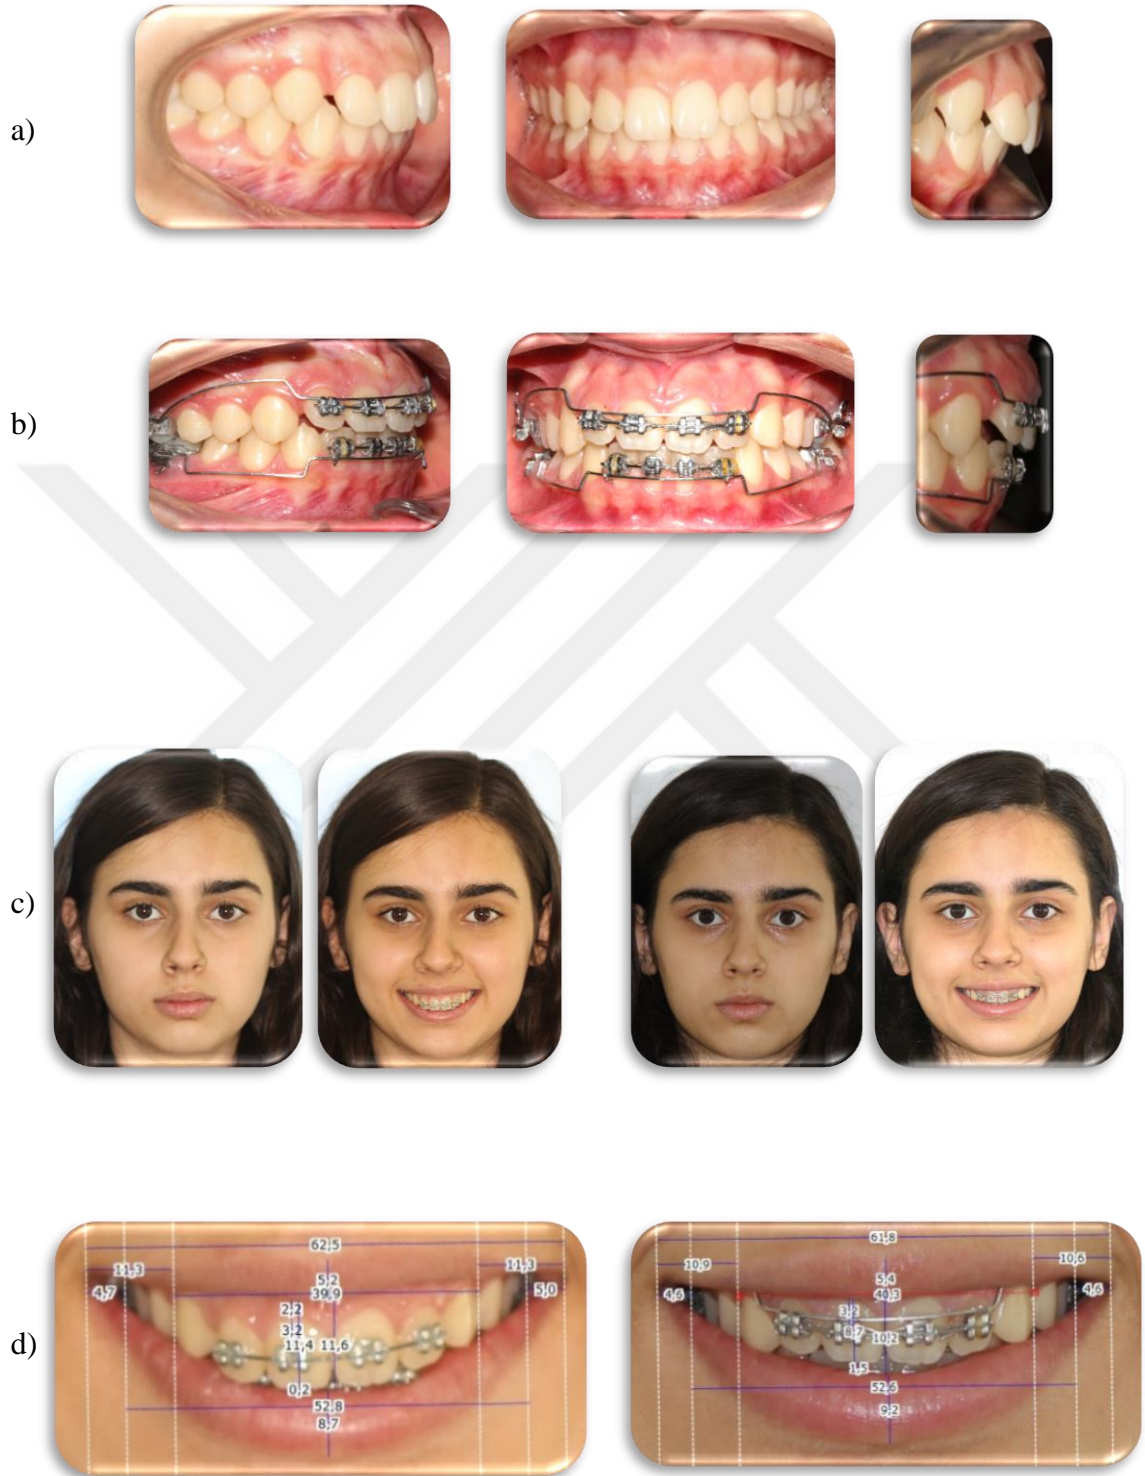 a)
b)
c)
d)
62,5
11,3 11,3
4,7 5,2 5,0
39,9
2,2
3,2
11,4 11,6
0,2
52,8
8,7
61,8
10,9 10,6
4,6 5,4 4,6
40,3
3,2
8,7 10,2
1,5
52,6
9,2